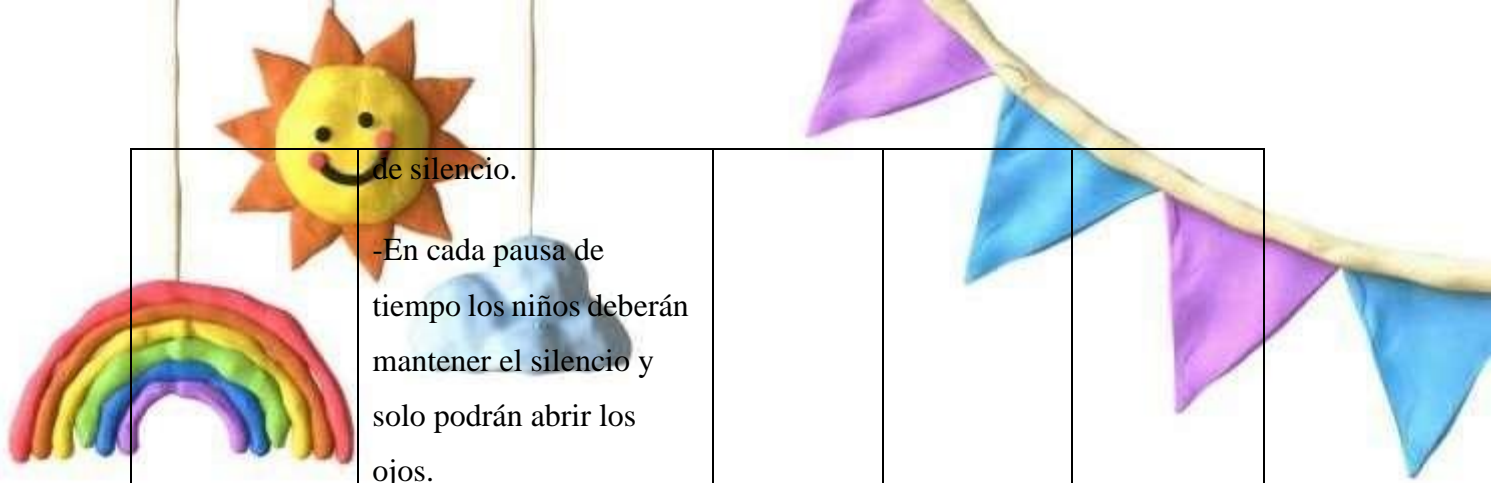 de silencio.
-En cada pausa de
tiempo los niños deberán
mantener el silencio y
solo podrán abrir los
ojos.